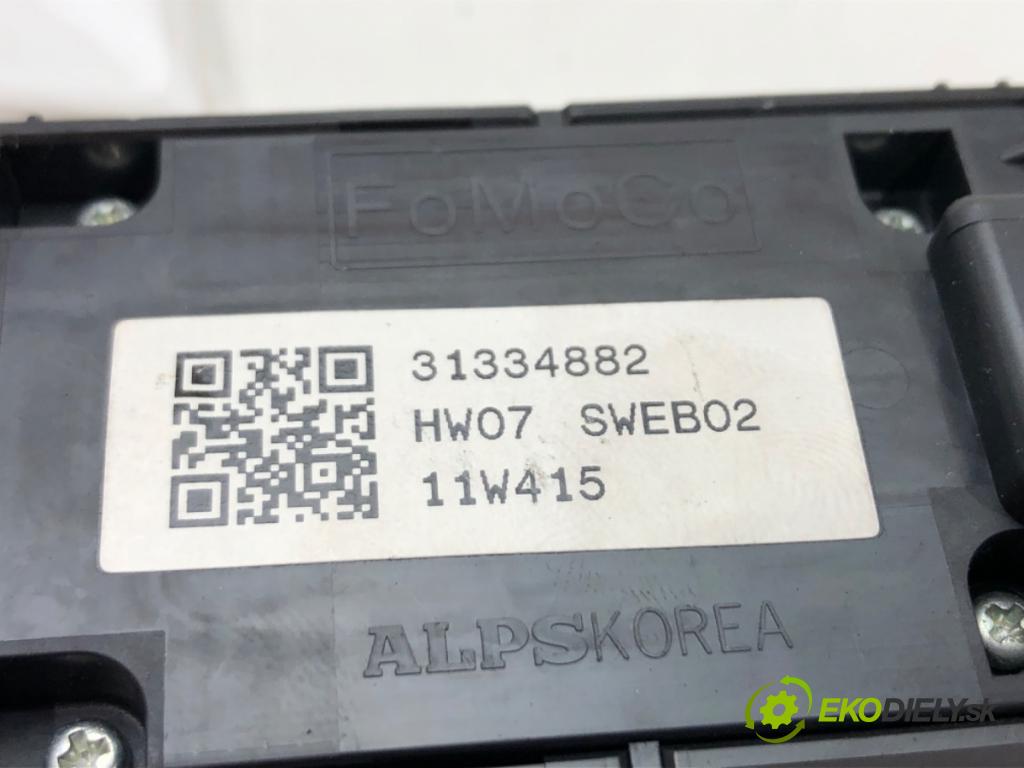 FoMoCo
31334882
HW07 SWEB02
11W415
ALPSKOREA
EKODIELY.sk